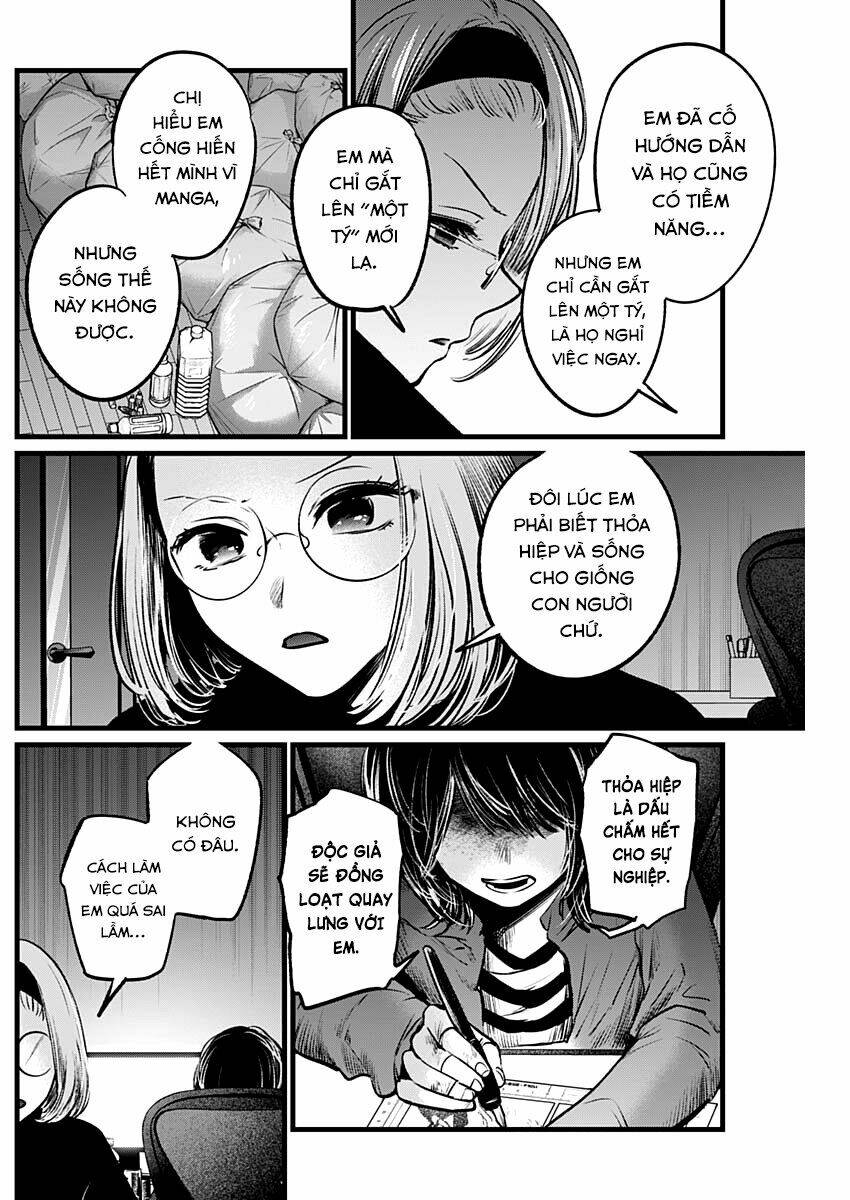 EM ĐÃ CỐ
HƯỚNG DẪN
VÀ HỌ CŨNG
CÓ TIỀM
NĂNG...
NHƯNG EM
CHỈ CẦN GẮT
LÊN MỘT TÝ,
LÀ HỌ NGHỈ
VIỆC NGAY.
EM MÀ
CHỈ GẮT
LÊN "MỘT
TÝ" MỚI
LẠ.
CHỊ
HIỂU EM
CỐNG HIẾN
HẾT MÌNH VÌ
MANGA,
NHƯNG
SỐNG THẾ
NÀY KHÔNG
ĐƯỢC.
ĐÔI LÚC EM
PHẢI BIẾT THỎA
HIỆP VÀ SỐNG
CHO GIỐNG
CON NGƯỜI
CHỨ.
THỎA HIỆP
LÀ DẤU
CHẤM HẾT
CHO SỰ
NGHIỆP.
ĐỘC GIẢ
SẼ ĐỒNG
LOẠT QUAY
LƯNG VỚI
EM.
KHÔNG
CÓ ĐÂU.
CÁCH LÀM
VIỆC CỦA
EM QUÁ SAI
LẦM...